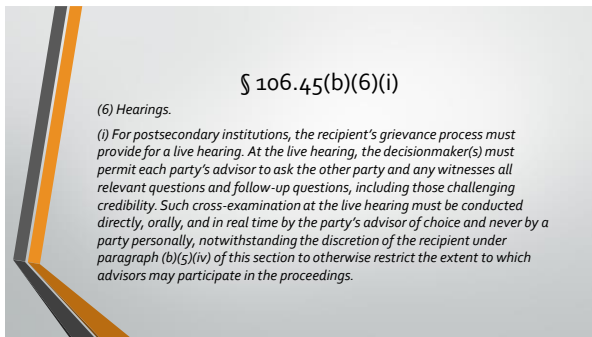 § 106.45(b)(6)(i)
(6) Hearings.
(i) For postsecondary institutions, the recipient's grievance process must
provide for a live hearing. At the live hearing, the decisionmaker(s) must
permit each party's advisor to ask the other party and any witnesses all
relevant questions and follow-up questions, including those challenging
credibility. Such cross-examination at the live hearing must be conducted
directly, orally, and in real time by the party's advisor of choice and never by a
party personally, notwithstanding the discretion of the recipient under
paragraph (b)(5)(iv) of this section to otherwise restrict the extent to which
advisors may participate in the proceedings.